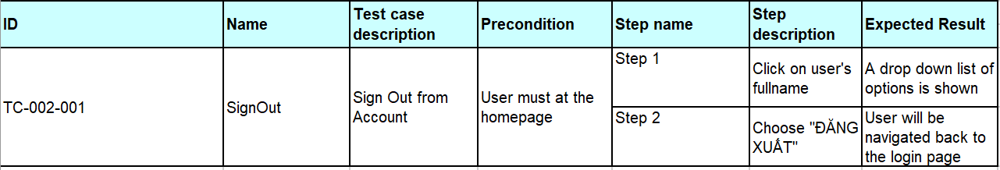 ID
Name
Test case
description
Precondition
Step name
Step
description
Expected Result
TC-002-001
SignOut
Sign Out from
Account
User must at the
homepage
Step 1
Click on user's
fullname
A drop down list of
options is shown
Step 2
Choose "ĐĂNG
XUẤT"
User will be
navigated back to
the login page